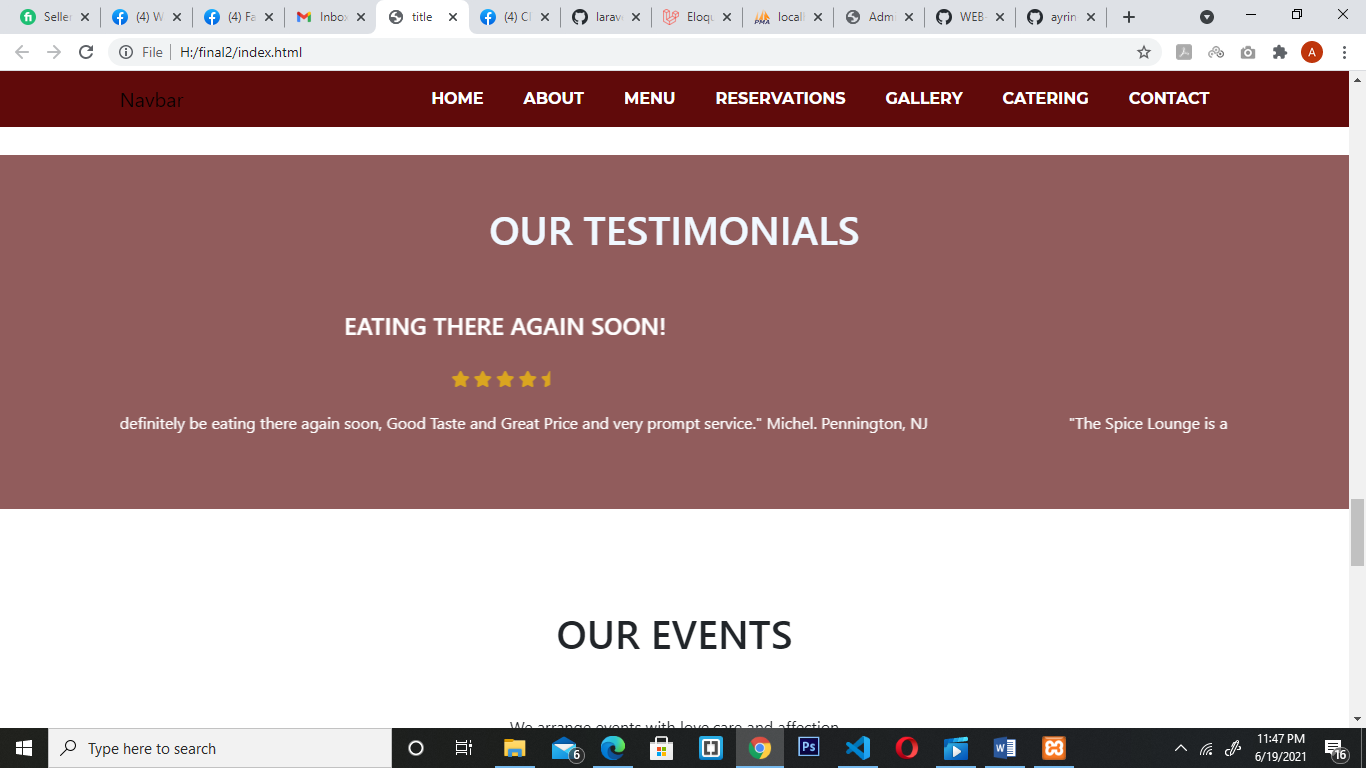 Seller
(4) W
(4) Fa
Inbox
title
(4) Cl
larav
Eloqu
locall
Adm
WEB-
ayrin
File
H:/final2/index.html
A
Navbar
HOME
ABOUT
MENU
RESERVATIONS
GALLERY
CATERING
CONTACT
OUR TESTIMONIALS
EATING THERE AGAIN SOON!
definitely be eating there again soon, Good Taste and Great Price and very prompt service." Michel. Pennington, NJ
"The Spice Lounge is a
OUR EVENTS
We arrange events with love care and affection
Type here to search
6
Ps
11:47 PM
6/19/2021
16